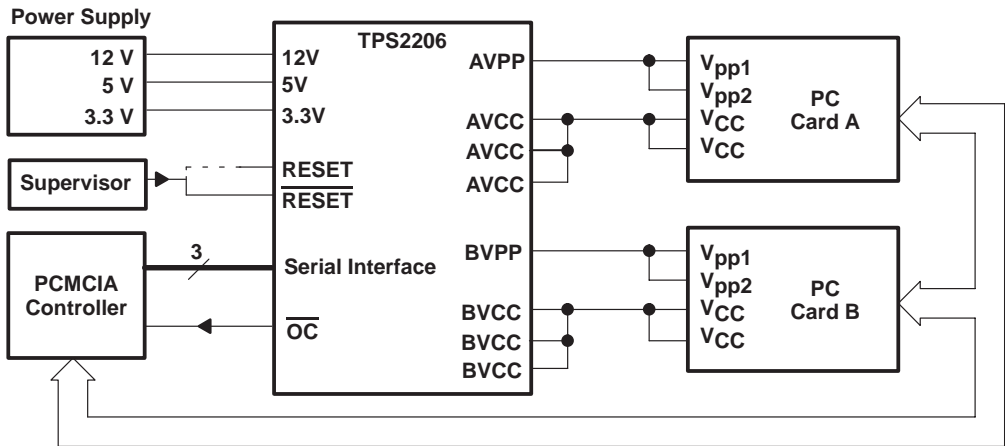 Power Supply
12 V
5 V
3.3 V
Supervisor
PCMCIA
Controller
3
TPS2206
12V
5V
3.3V
RESET
RESET
Serial Interface
OC
AVPP
AVCC
AVCC
AVCC
BVPP
BVCC
BVCC
BVCC
Vpp1
Vpp2
VCC
VCC
PC
Card A
Vpp1
Vpp2
VCC
VCC
PC
Card B